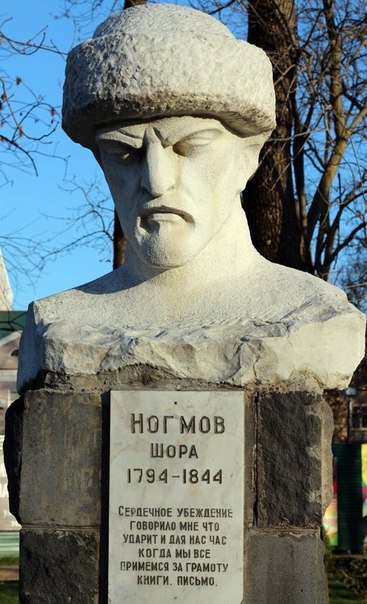 НОГМОВ
ШОРА
1794-1844
СЕРДЕЧНОЕ УБЕЖДЕНИЕ
ГОВОРИЛО МНЕ ЧТО
УДАРИТ И ДЛЯ НАС ЧАС
КОГДА МЫ ВСЕ
ПРИМЕМСЯ ЗА ГРАМОТУ
КНИГИ. ПИСЬМО.